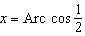 x = Arc cos 1/2